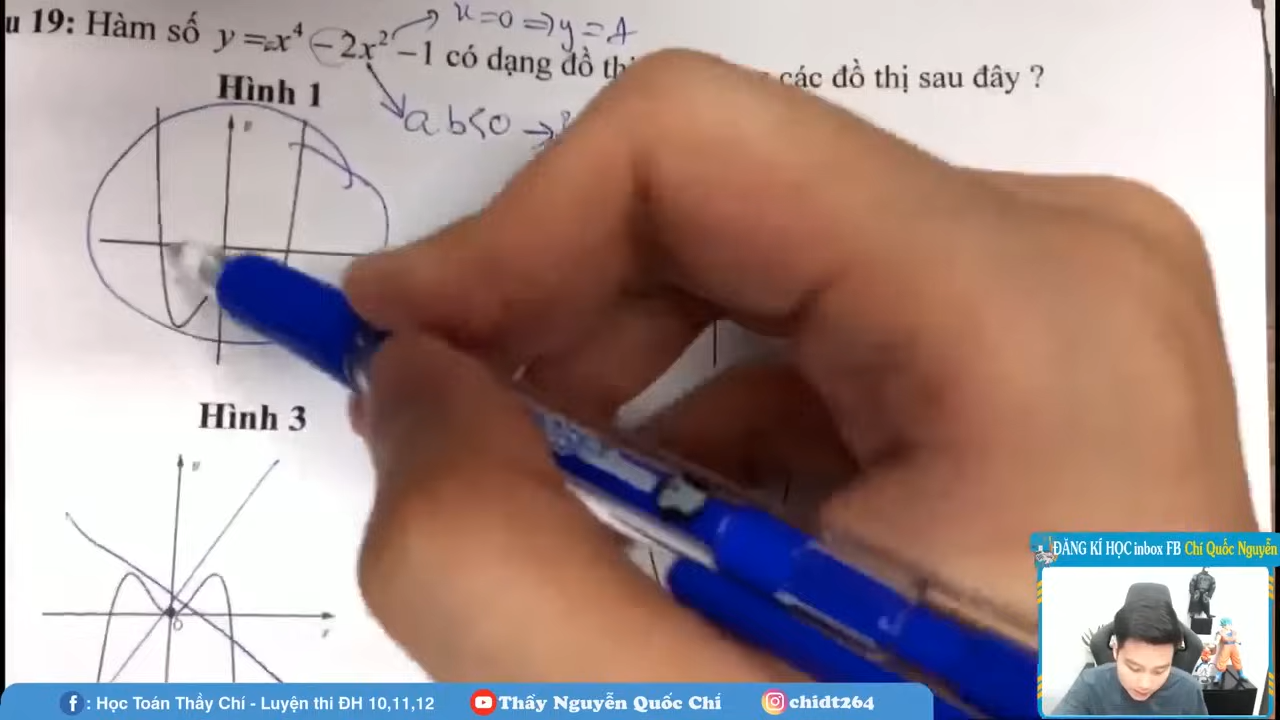 19: Hàm số y = x⁴ − 2x² − 1 có dạng đồ các đồ thị sau đây ?
x=0 ⇒ y =
ab<0 →
Hình 1
y
Hình 3
y
O
x
ĐĂNG KÍ HỌC inbox FB Chí Quốc Nguyễn
: Học Toán Thầy Chí - Luyện thi ĐH 10,11,12
Thầy Nguyễn Quốc Chí
chidt264